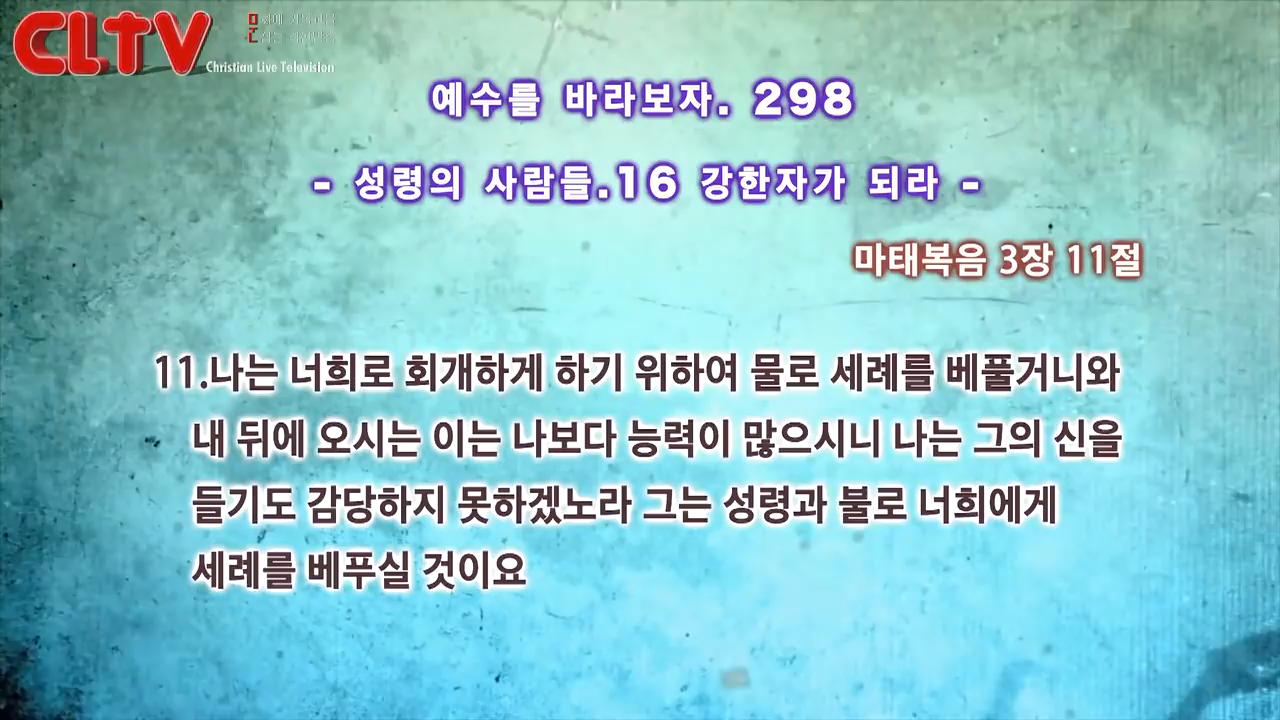 CLTV
Christian Live Television
예수를 바라보자. 298
- 성령의 사람들.16 강한자가 되라 -
마태복음 3장 11절
11.나는 너희로 회개하게 하기 위하여 물로 세례를 베풀거니와
내 뒤에 오시는 이는 나보다 능력이 많으시니 나는 그의 신을
들기도 감당하지 못하겠노라 그는 성령과 불로 너희에게
세례를 베푸실 것이요